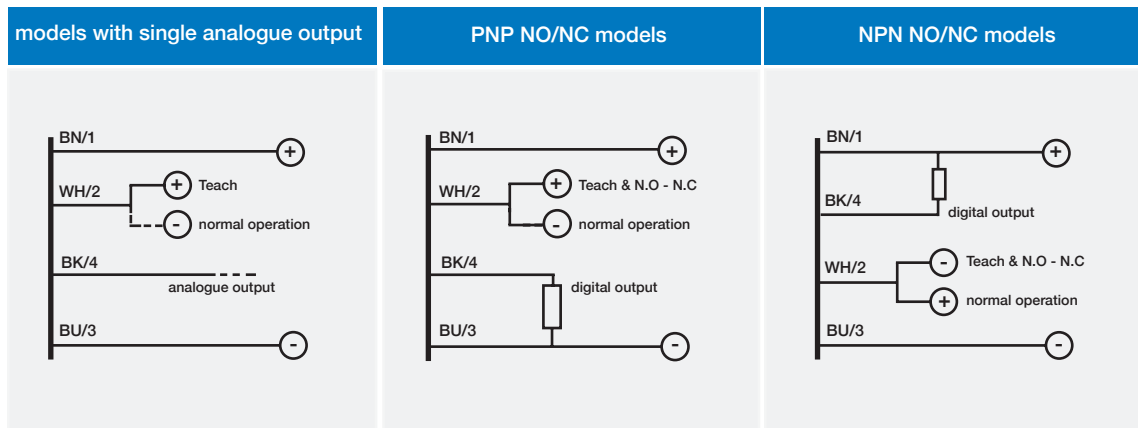 models with single analogue output
PNP NO/NC models
NPN NO/NC models
BN/1
+
WH/2
+
Teach
-
normal operation
BK/4
analogue output
BU/3
-
BN/1
+
WH/2
+
Teach & N.O - N.C
-
normal operation
BK/4
digital output
BU/3
-
BN/1
+
BK/4
digital output
WH/2
-
Teach & N.O - N.C
+
normal operation
BU/3
-